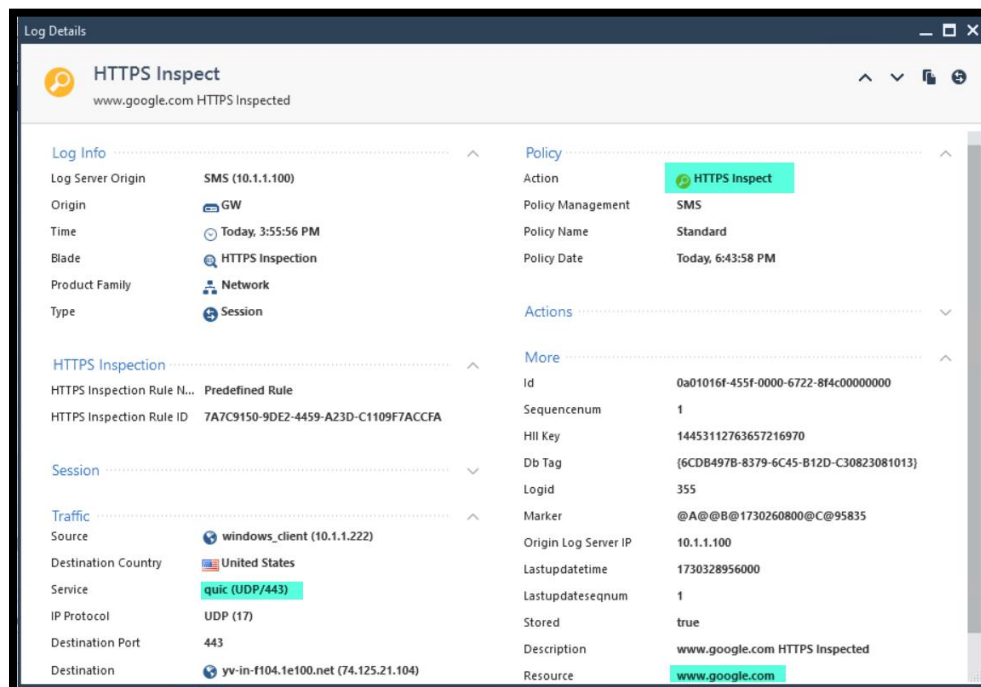 Log Details
HTTPS Inspect
www.google.com HTTPS Inspected
Log Info
Log Server Origin SMS (10.1.1.100)
Origin GW
Time Today, 3:55:56 PM
Blade HTTPS Inspection
Product Family Network
Type Session
HTTPS Inspection
HTTPS Inspection Rule N... Predefined Rule
HTTPS Inspection Rule ID 7A7C9150-9DE2-4459-A23D-C1109F7ACCFA
Session
Traffic
Source windows_client (10.1.1.222)
Destination Country United States
Service quic (UDP/443)
IP Protocol UDP (17)
Destination Port 443
Destination yv-in-f104.1e100.net (74.125.21.104)
Policy
Action HTTPS Inspect
Policy Management SMS
Policy Name Standard
Policy Date Today, 6:43:58 PM
Actions
More
Id 0a01016f-455f-0000-6722-8f4c00000000
Sequencenum 1
Hll Key 14453112763657216970
Db Tag {6CDB497B-8379-6C45-B12D-C30823081013}
Logid 355
Marker @A@@B@1730260800@C@95835
Origin Log Server IP 10.1.1.100
Lastupdatetime 1730328956000
Lastupdateseqnum 1
Stored true
Description www.google.com HTTPS Inspected
Resource www.google.com